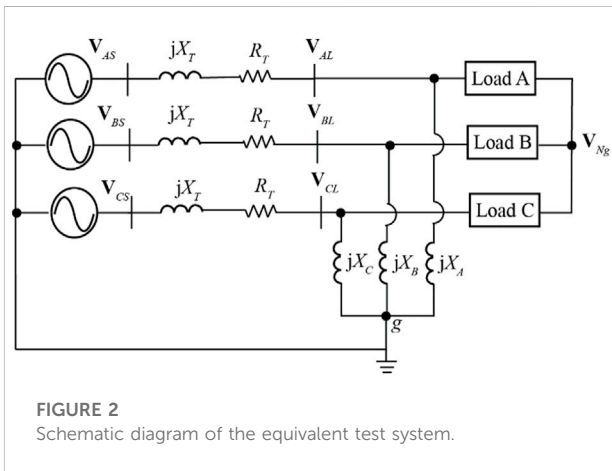 V_AS jX_T R_T V_AL Load A
V_BS jX_T R_T V_BL Load B V_Ng
V_CS jX_T R_T V_CL Load C
jX_C jX_B jX_A
g
FIGURE 2
Schematic diagram of the equivalent test system.